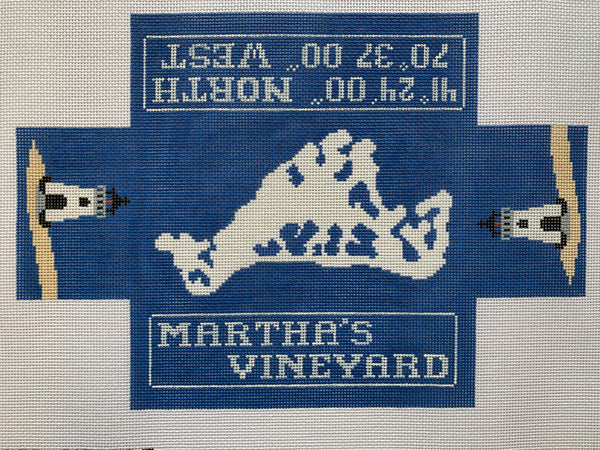 41°24'00" NORTH
70°37'00" WEST
MARTHA'S
VINEYARD